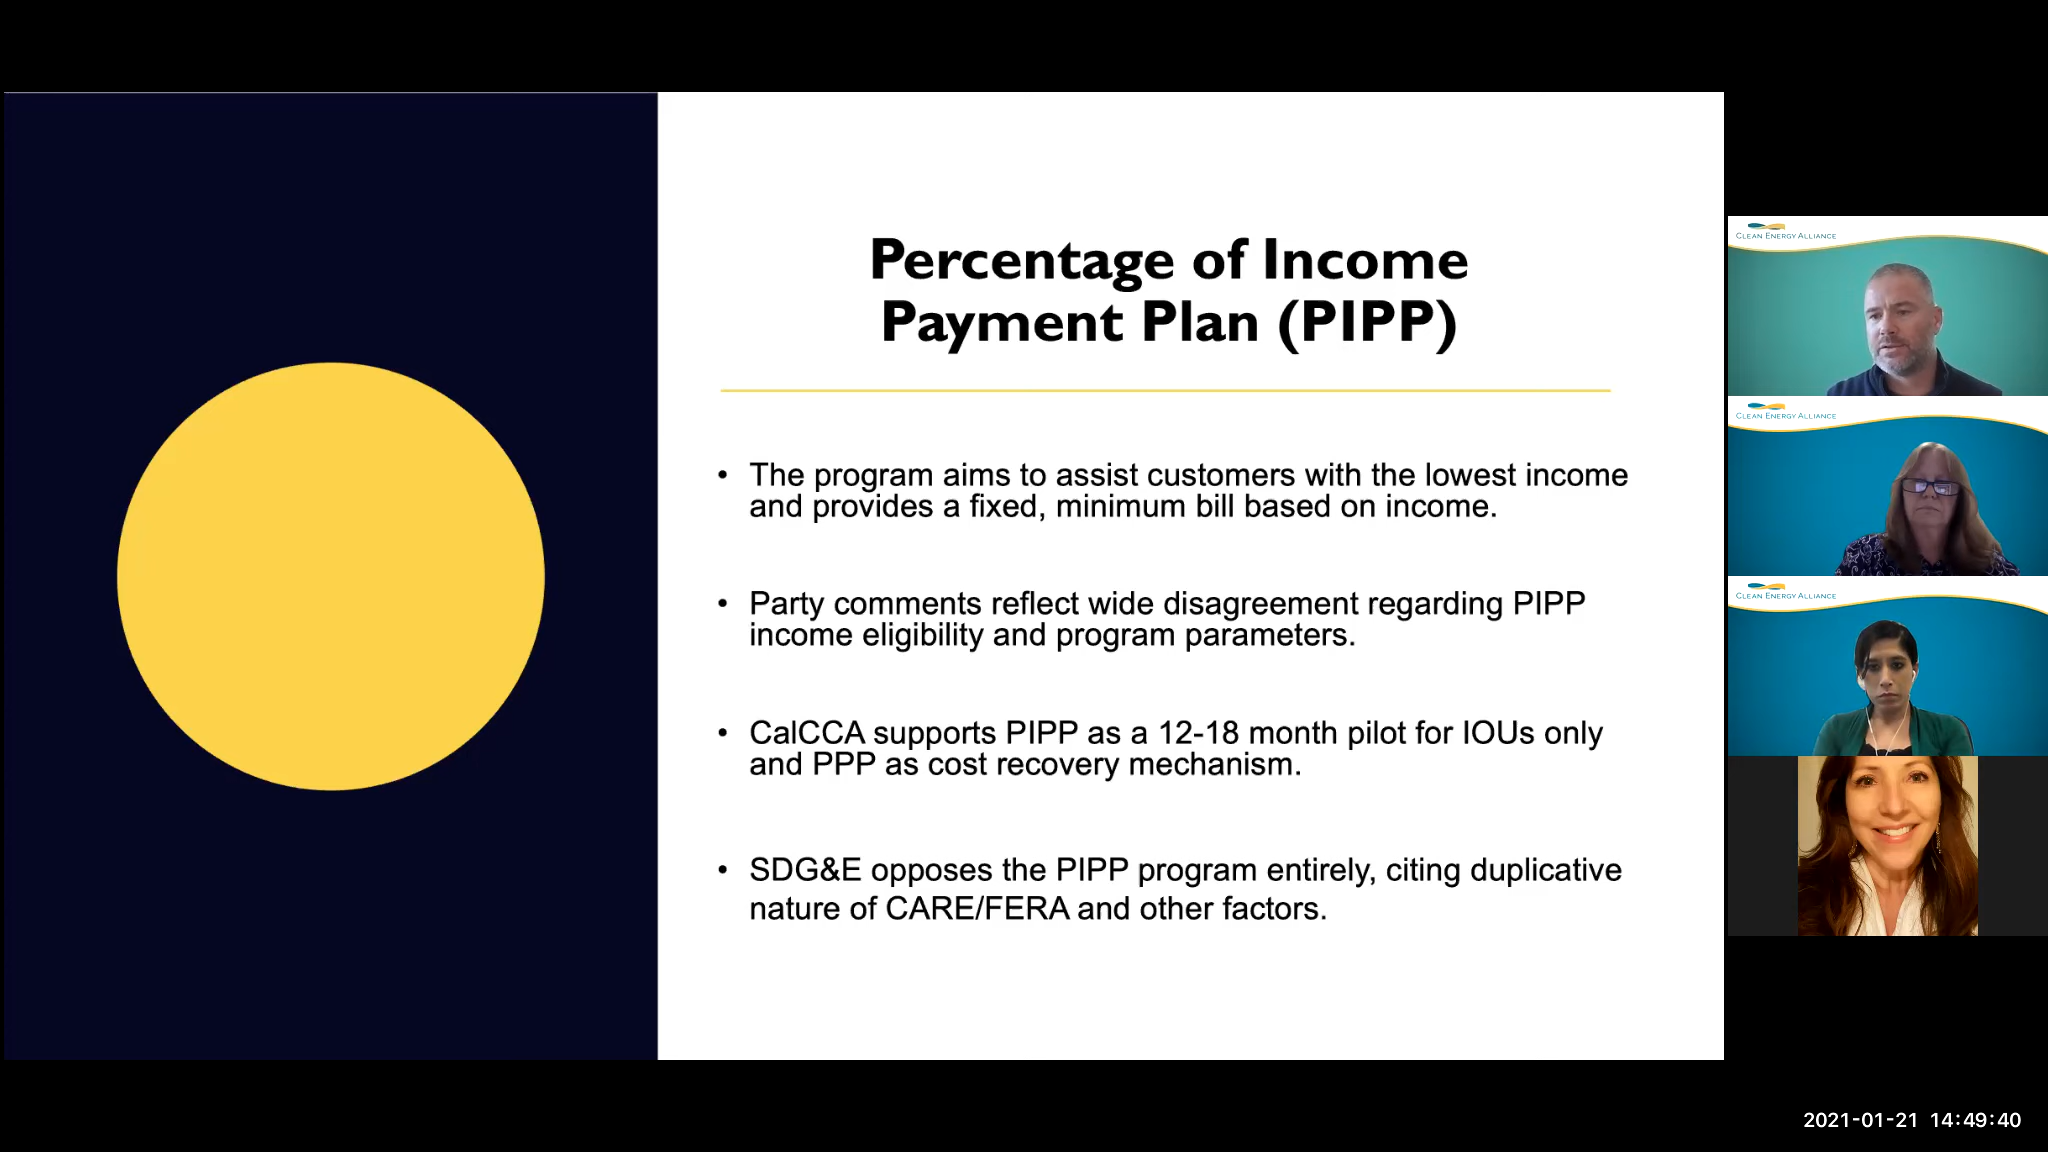 Percentage of Income
Payment Plan (PIPP)
• The program aims to assist customers with the lowest income
and provides a fixed, minimum bill based on income.
• Party comments reflect wide disagreement regarding PIPP
income eligibility and program parameters.
• CalCCA supports PIPP as a 12-18 month pilot for IOUs only
and PPP as cost recovery mechanism.
• SDG&E opposes the PIPP program entirely, citing duplicative
nature of CARE/FERA and other factors.
CLEAN ENERGY ALLIANCE
CLEAN ENERGY ALLIANCE
CLEAN ENERGY ALLIANCE
2021-01-21 14:49:40